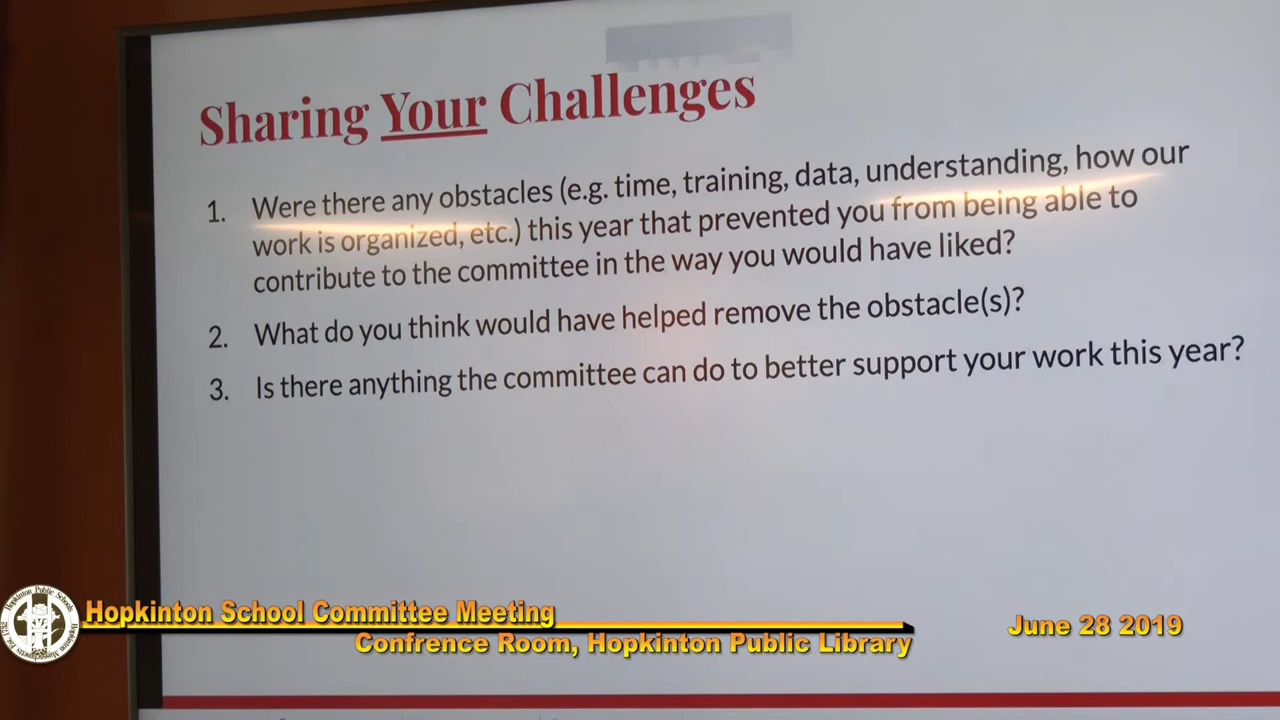 Sharing Your Challenges
1. Were there any obstacles (e.g. time, training, data, understanding, how our
work is organized, etc.) this year that prevented you from being able to
contribute to the committee in the way you would have liked?
2. What do you think would have helped remove the obstacle(s)?
3. Is there anything the committee can do to better support your work this year?
Hopkinton Public Schools
Hopkinton School Committee Meeting
Confrence Room, Hopkinton Public Library
June 28 2019